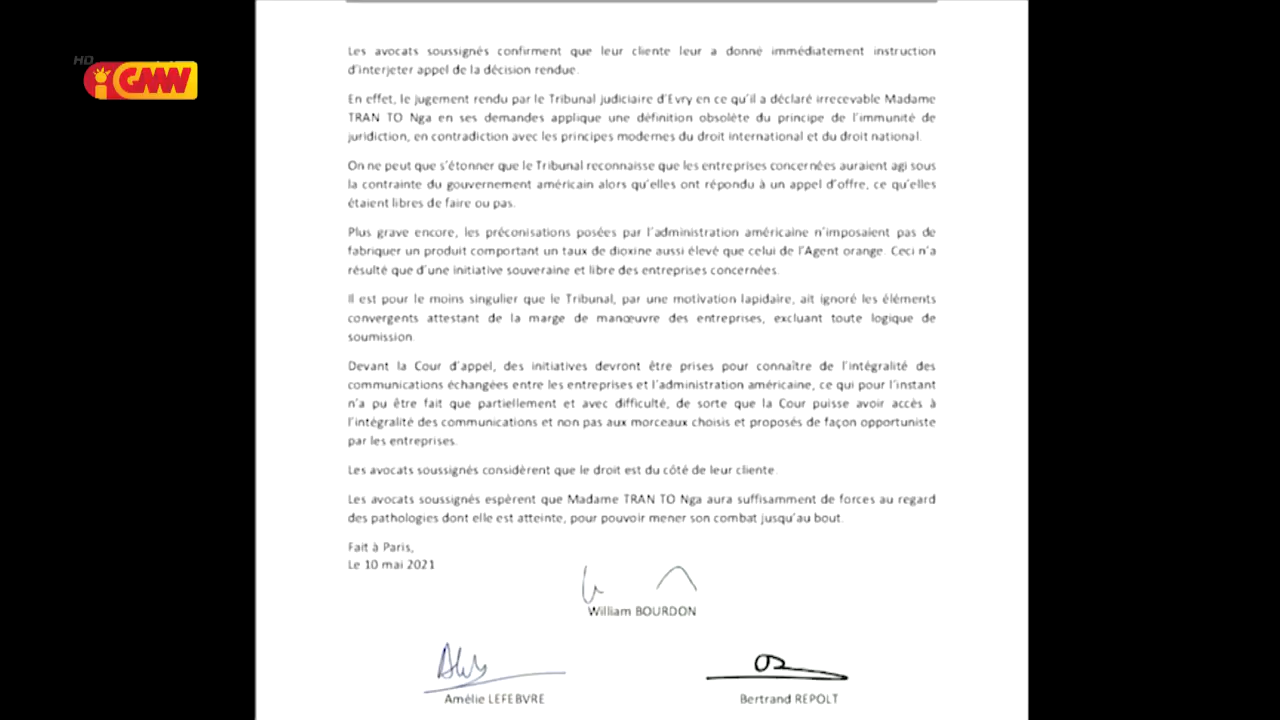 HD
iGMW
Les avocats soussignés confirment que leur cliente leur a donné immédiatement instruction
d'interjeter appel de la décision rendue.
En effet, le jugement rendu par le Tribunal judiciaire d'Evry en ce qu'il a déclaré irrecevable Madame
TRAN TO Nga en ses demandes applique une définition obsolète du principe de l'immunité de
juridiction, en contradiction avec les principes modernes du droit international et du droit national.
On ne peut que s'étonner que le Tribunal reconnaisse que les entreprises concernées auraient agi sous
la contrainte du gouvernement américain alors qu'elles ont répondu à un appel d'offre, ce qu'elles
étaient libres de faire ou pas.
Plus grave encore, les préconisations posées par l'administration américaine n'imposaient pas de
fabriquer un produit comportant un taux de dioxine aussi élevé que celui de l'Agent orange. Ceci n'a
résulté que d'une initiative souveraine et libre des entreprises concernées.
Il est pour le moins singulier que le Tribunal, par une motivation lapidaire, ait ignoré les éléments
convergents attestant de la marge de manœuvre des entreprises, excluant toute logique de
soumission.
Devant la Cour d'appel, des initiatives devront être prises pour connaître de l'intégralité des
communications échangées entre les entreprises et l'administration américaine, ce qui pour l'instant
n'a pu être fait que partiellement et avec difficulté, de sorte que la Cour puisse avoir accès à
l'intégralité des communications et non pas aux morceaux choisis et proposés de façon opportuniste
par les entreprises.
Les avocats soussignés considèrent que le droit est du côté de leur cliente.
Les avocats soussignés espèrent que Madame TRAN TO Nga aura suffisamment de forces au regard
des pathologies dont elle est atteinte, pour pouvoir mener son combat jusqu'au bout.
Fait à Paris,
Le 10 mai 2021
William BOURDON
Amélie LEFEBVRE
Bertrand REPOLT